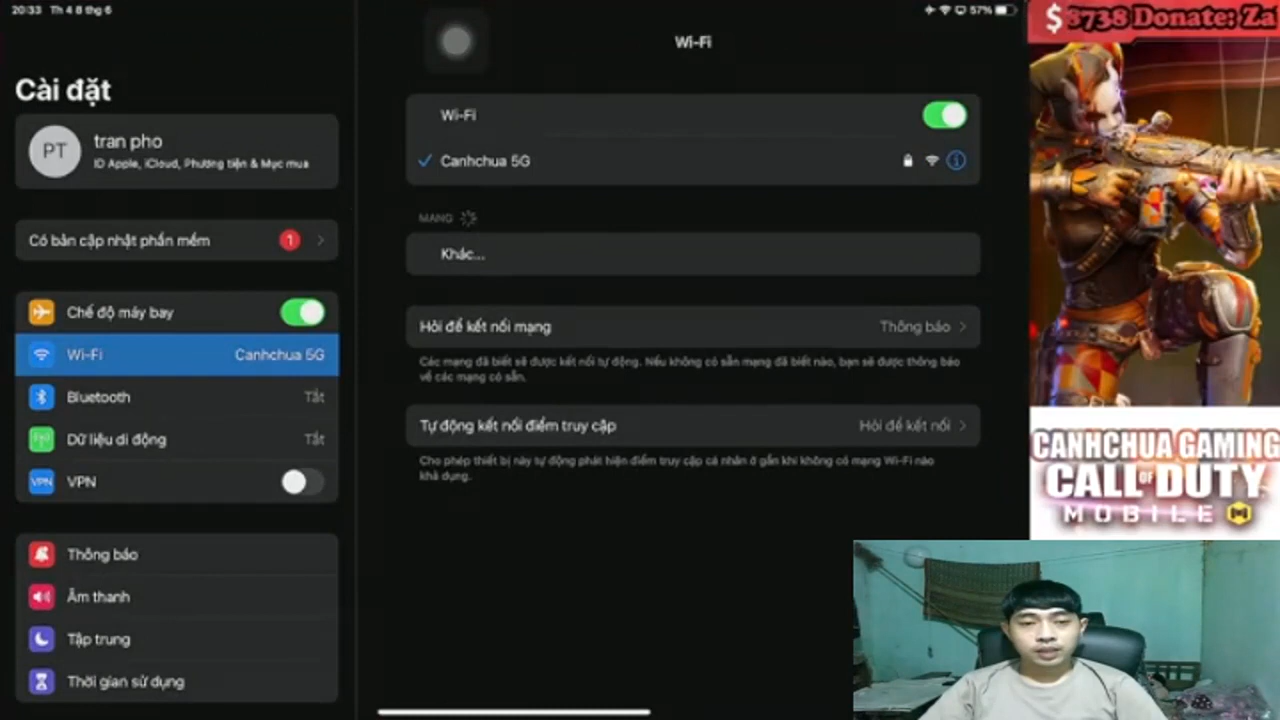 20:33 Th 4 8 thg 6
57%
$8738 Donate: Za
Cài đặt
PT
tran pho
ID Apple, iCloud, Phương tiện & Mục mua
Có bản cập nhật phần mềm
1
Chế độ máy bay
Wi-Fi
Canhchua 5G
Bluetooth
Tắt
Dữ liệu di động
Tắt
VPN
VPN
Thông báo
Âm thanh
Tập trung
Thời gian sử dụng
Wi-Fi
Wi-Fi
Canhchua 5G
MẠNG
Khác...
Hỏi để kết nối mạng
Thông báo
Các mạng đã biết sẽ được kết nối tự động. Nếu không có sẵn mạng đã biết nào, bạn sẽ được thông báo
về các mạng có sẵn.
Tự động kết nối điểm truy cập
Hỏi để kết nối
Cho phép thiết bị này tự động phát hiện điểm truy cập cá nhân ở gần khi không có mạng Wi-Fi nào
khả dụng.
CANHCHUA GAMING
CALL OF DUTY
MOBILE